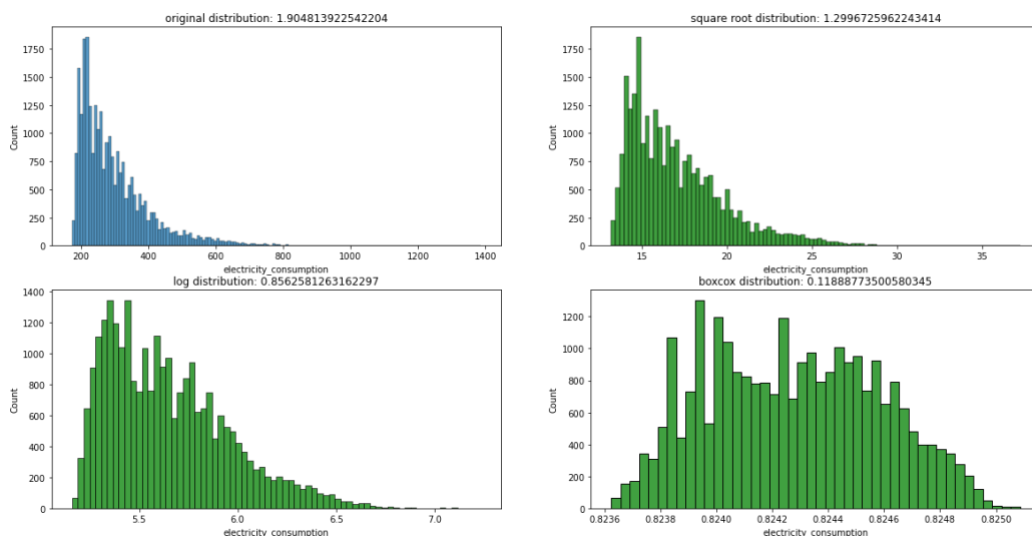 original distribution: 1.904813922542204
1750
1500
1250
1000
750
500
250
0
Count
200 400 600 800 1000 1200 1400
electricity_consumption
square root distribution: 1.2996725962243414
1750
1500
1250
1000
750
500
250
0
Count
15 20 25 30 35
electricity_consumption
log distribution: 0.8562581263162297
1400
1200
1000
800
600
400
200
0
Count
5.5 6.0 6.5 7.0
electricity_consumption
boxcox distribution: 0.11888773500580345
1200
1000
800
600
400
200
0
Count
0.8236 0.8238 0.8240 0.8242 0.8244 0.8246 0.8248 0.8250
electricity_consumption